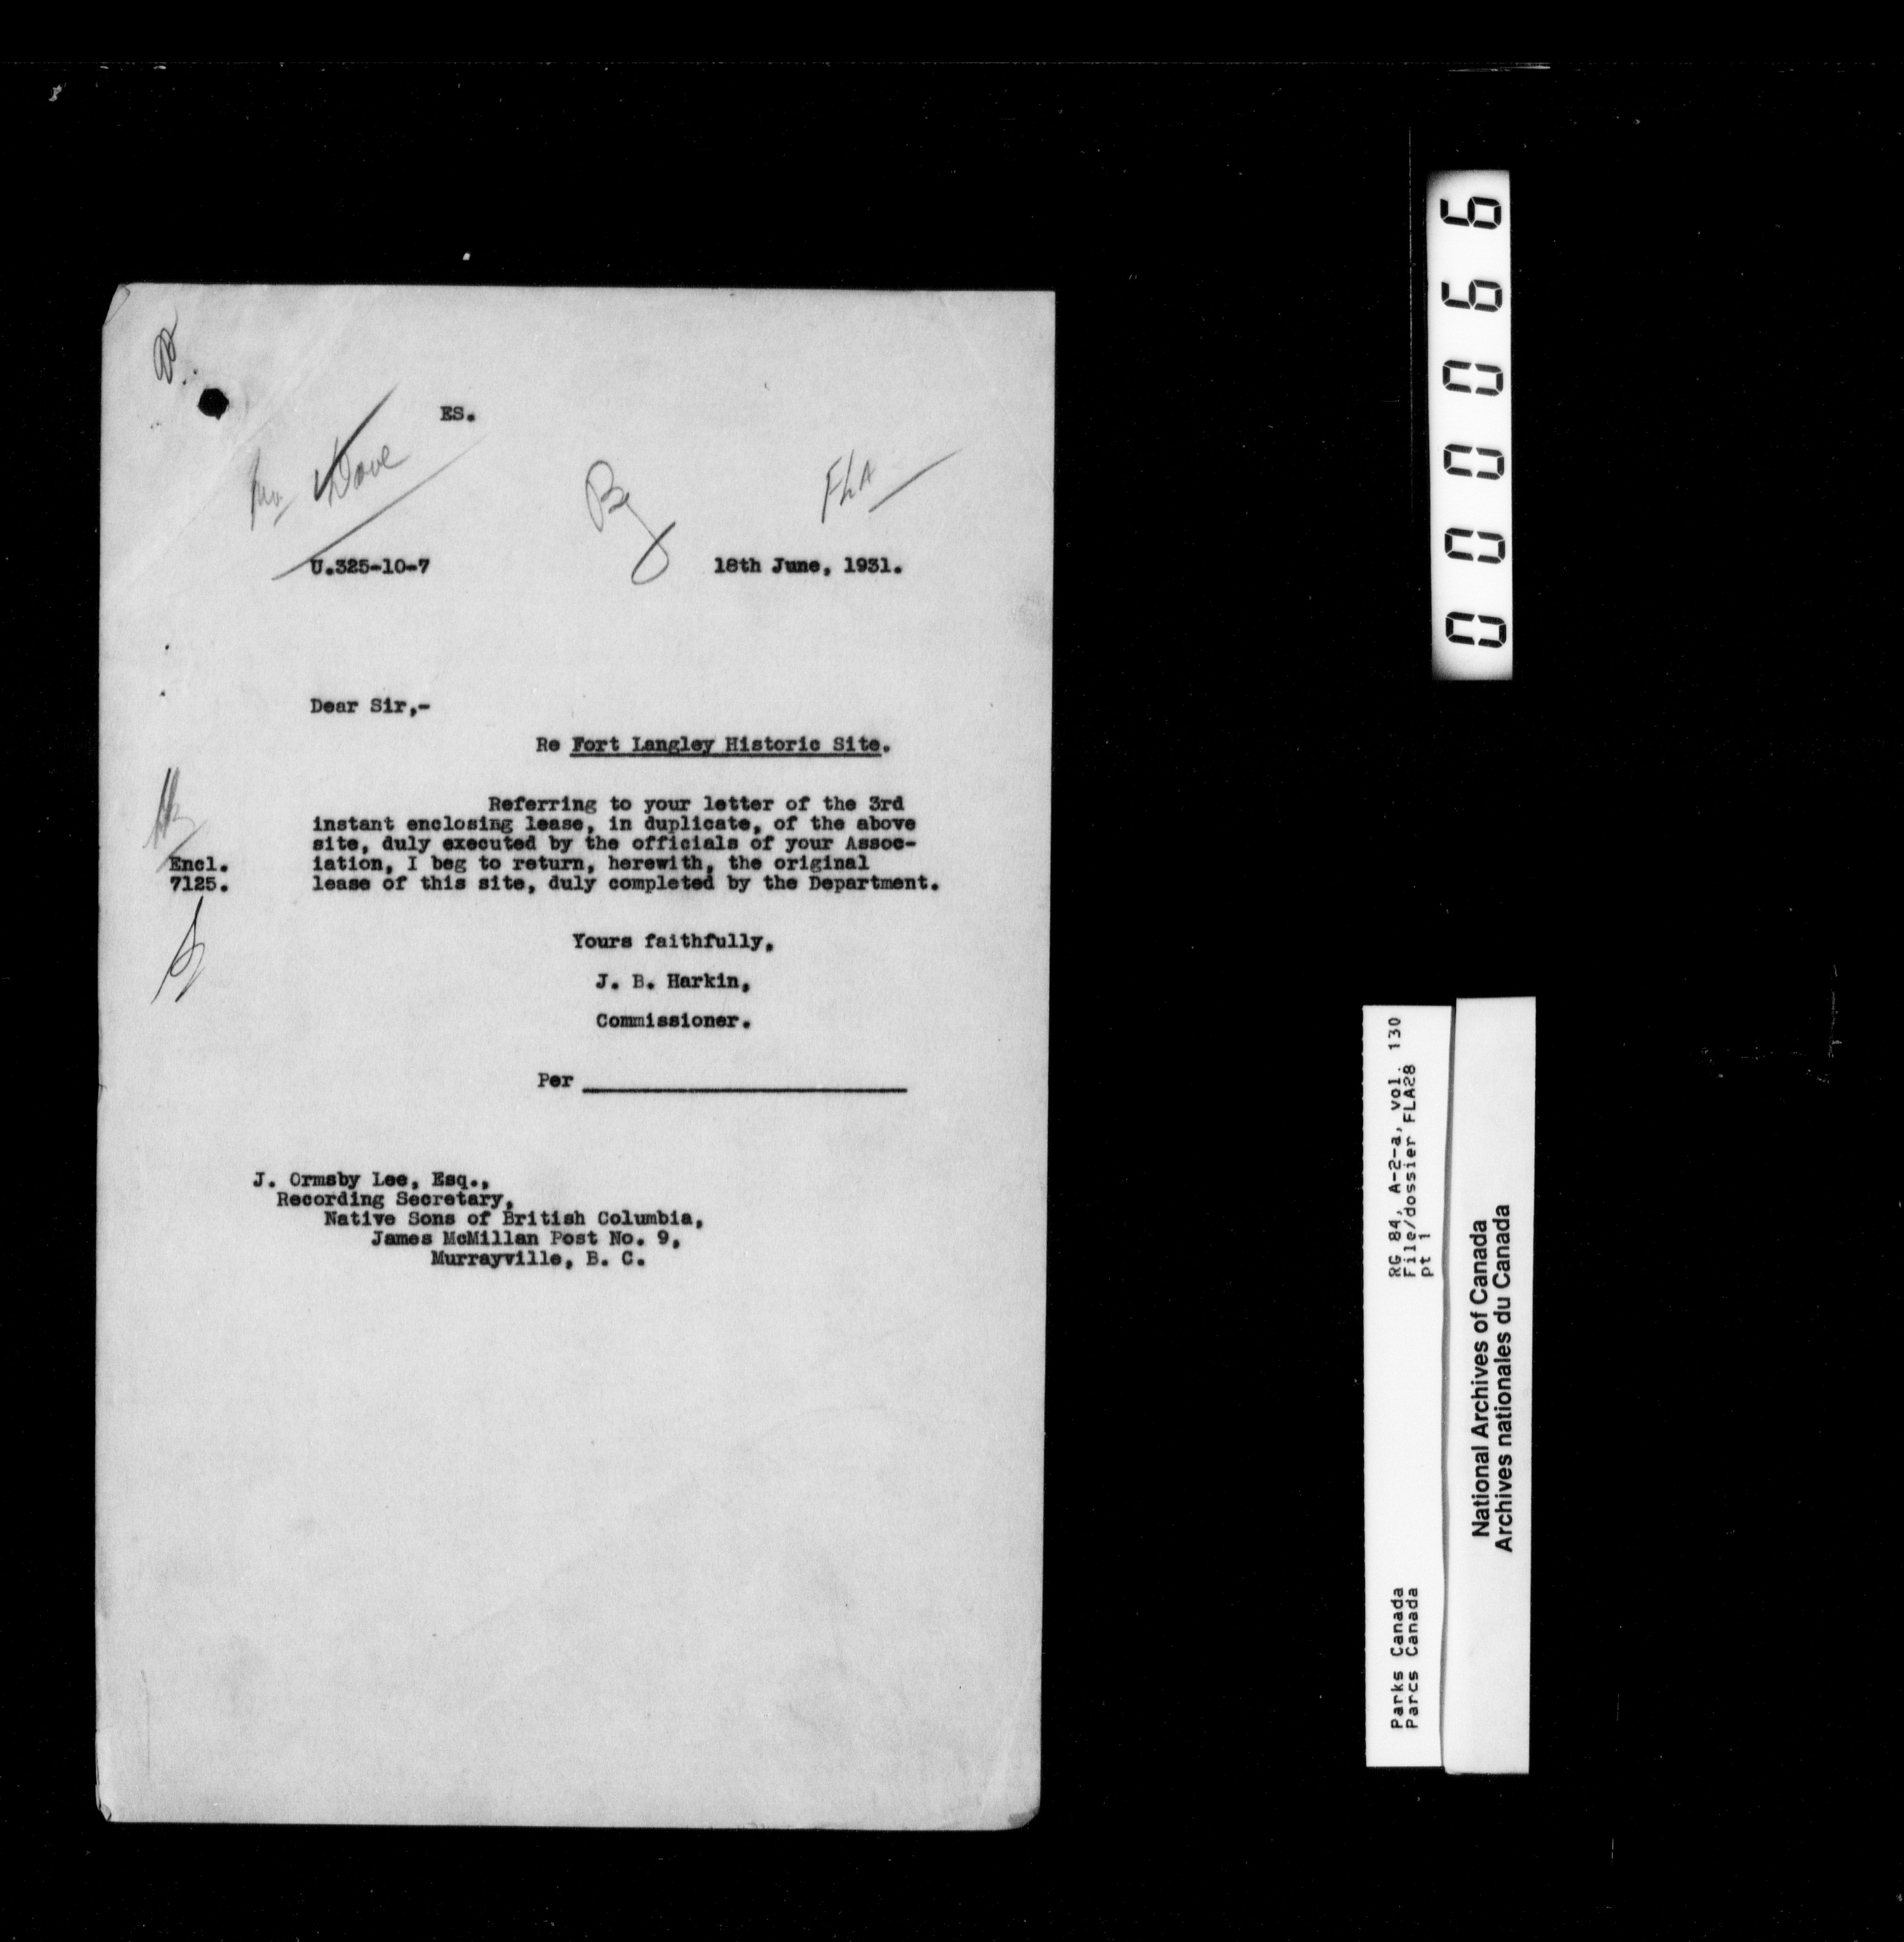 ES.
FLA
U.325-10-7
18th June, 1931.
Dear Sir,-
Re Fort Langley Historic Site.
Referring to your letter of the 3rd
instant enclosing lease, in duplicate, of the above
site, duly executed by the officials of your Assoc-
iation, I beg to return, herewith, the original
lease of this site, duly completed by the Department.
Encl.
7125.
Yours faithfully,
J. B. Harkin,
Commissioner.
Per
J. Ormsby Lee, Esq.,
Recording Secretary,
Native Sons of British Columbia,
James McMillan Post No. 9,
Murrayville, B. C.
000066
RG 84, A-2-a, vol. 130
File/dossier FLA28
pt 1
Parks Canada
Parcs Canada
National Archives of Canada
Archives nationales du Canada